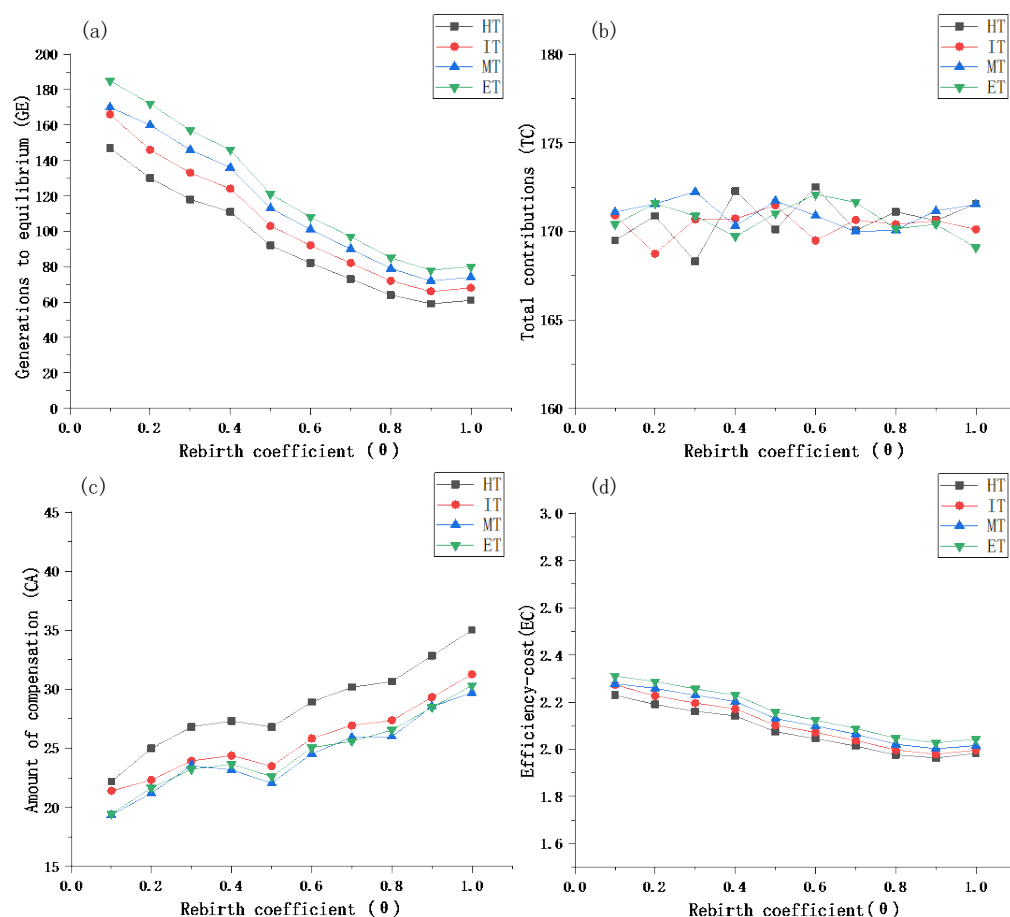 (a)
HT
IT
MT
ET
200
180
160
140
120
100
80
60
40
20
0
Generations to equilibrium (GE)
0.0 0.2 0.4 0.6 0.8 1.0
Rebirth coefficient (θ)
(b)
HT
IT
MT
ET
180
175
170
165
160
Total contributions (TC)
0.0 0.2 0.4 0.6 0.8 1.0
Rebirth coefficient (θ)
(c)
HT
IT
MT
ET
45
40
35
30
25
20
15
Amount of compensation (CA)
0.0 0.2 0.4 0.6 0.8 1.0
Rebirth coefficient (θ)
(d)
HT
IT
MT
ET
3.0
2.8
2.6
2.4
2.2
2.0
1.8
1.6
Efficiency-cost(EC)
0.0 0.2 0.4 0.6 0.8 1.0
Rebirth coefficient(θ)